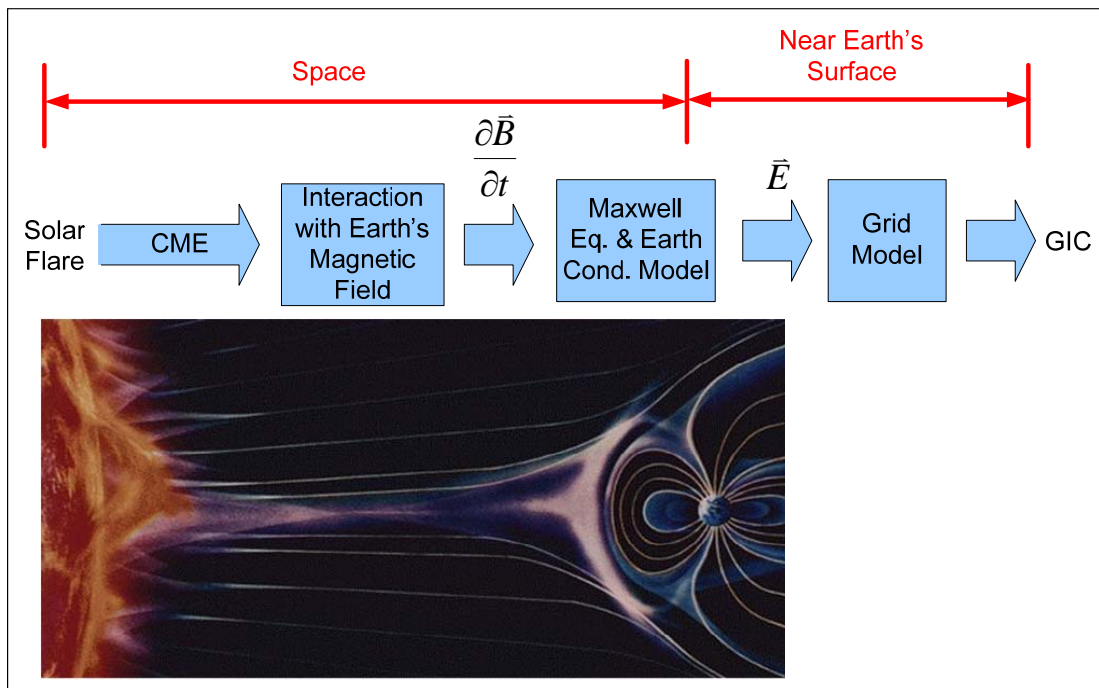 Space
Near Earth's
Surface
∂B⃗
∂t
E⃗
Solar
Flare
CME
Interaction
with Earth's
Magnetic
Field
Maxwell
Eq. & Earth
Cond. Model
Grid
Model
GIC